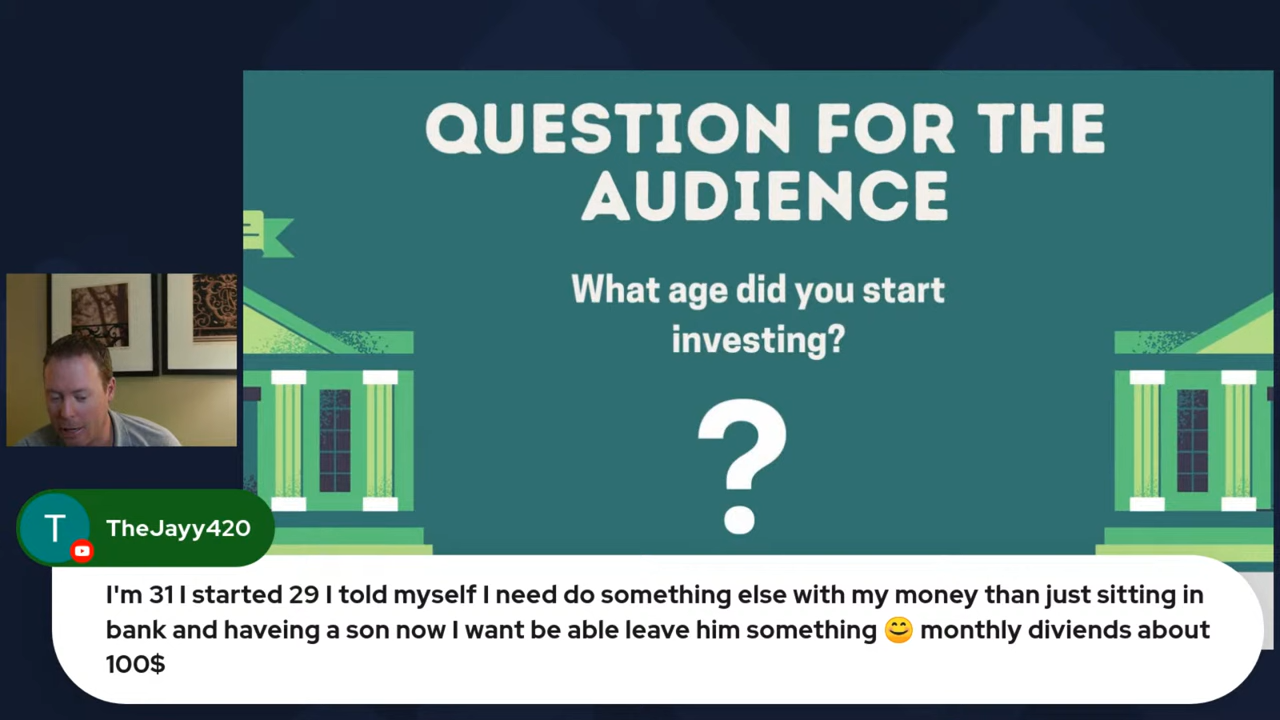 QUESTION FOR THE
AUDIENCE
What age did you start
investing?
?
T
TheJayy420
I'm 31 I started 29 I told myself I need do something else with my money than just sitting in
bank and haveing a son now I want be able leave him something 😊 monthly diviends about
100$